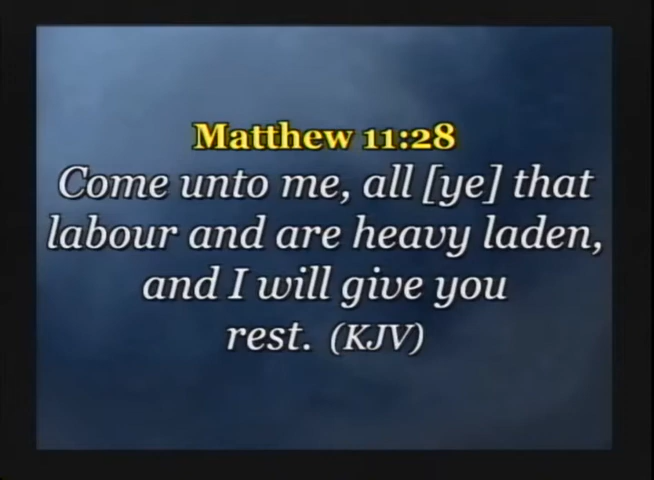 Matthew 11:28
Come unto me, all [ye] that
labour and are heavy laden,
and I will give you
rest. (KJV)